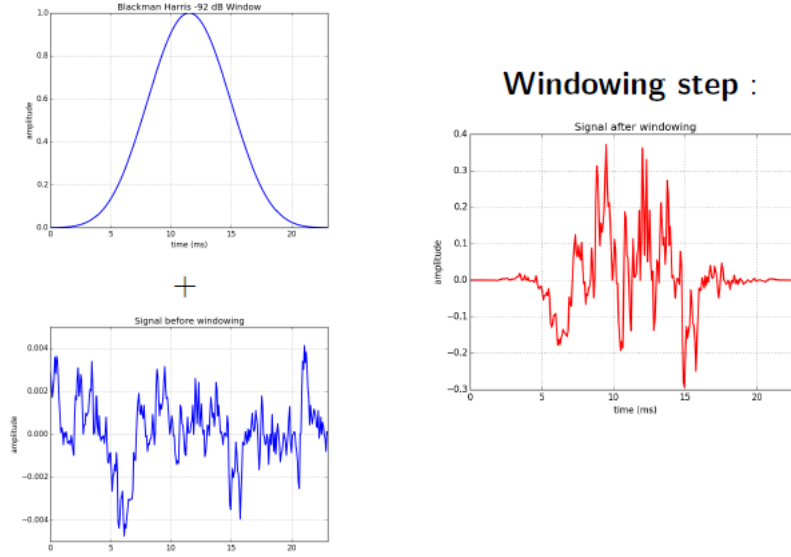 Blackman Harris -92 dB Window
1.0
0.8
0.6
0.4
0.2
0.0
amplitude
0 5 10 15 20
time (ms)
+
Signal before windowing
0.004
0.002
0.000
−0.002
−0.004
amplitude
0 5 10 15 20
time (ms)
Windowing step :
Signal after windowing
0.4
0.3
0.2
0.1
0.0
−0.1
−0.2
−0.3
amplitude
0 5 10 15 20
time (ms)